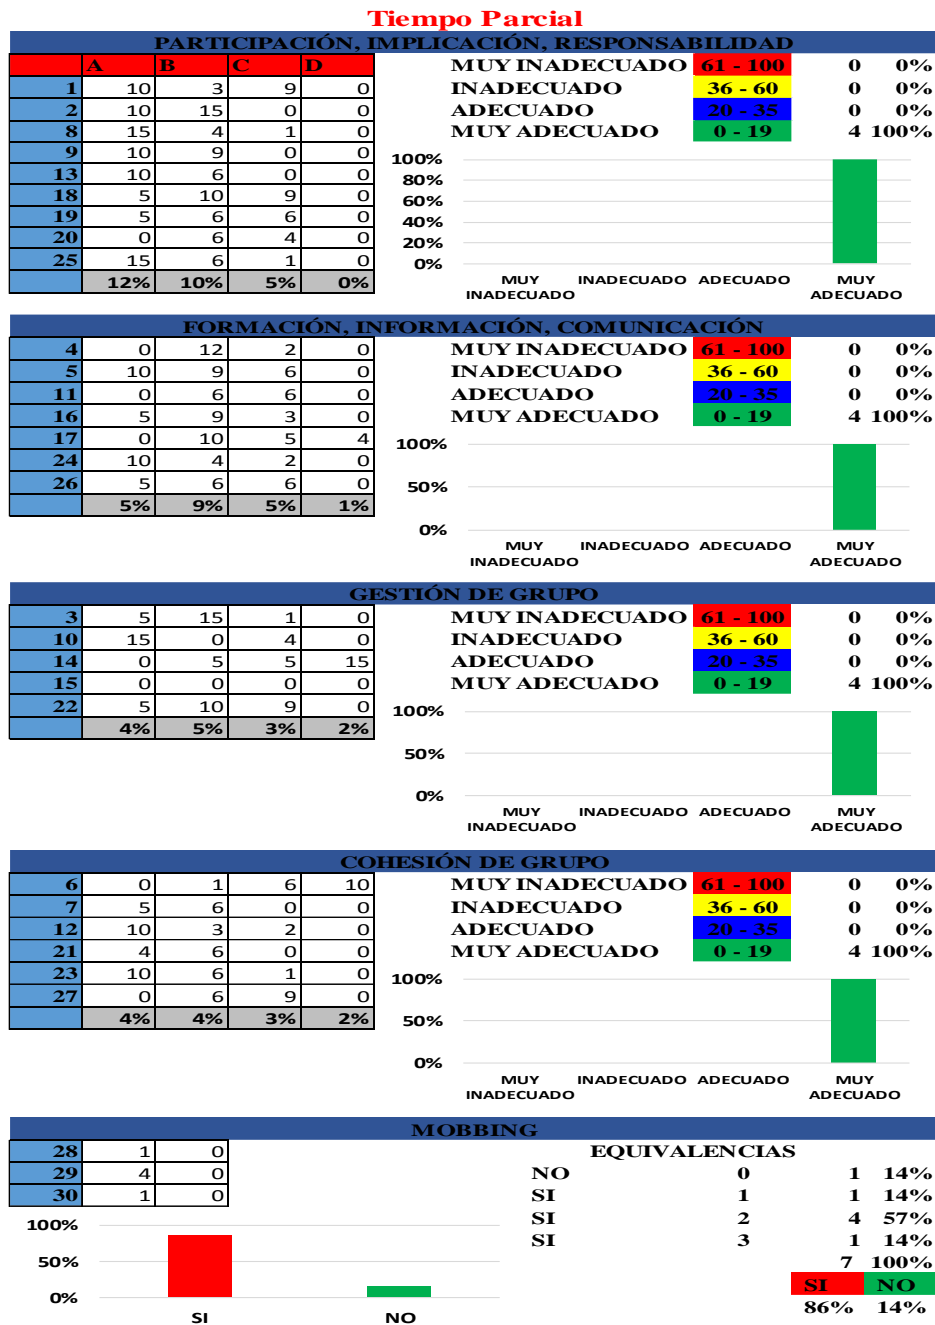 Tiempo Parcial
PARTICIPACIÓN, IMPLICACIÓN, RESPONSABILIDAD
A B C D MUY INADECUADO 61 - 100 0 0%
1 10 3 9 0 INADECUADO 36 - 60 0 0%
2 10 15 0 0 ADECUADO 20 - 35 0 0%
8 15 4 1 0 MUY ADECUADO 0 - 19 4 100%
9 10 9 0 0
13 10 6 0 0
18 5 10 9 0
19 5 6 6 0
20 0 6 4 0
25 15 6 1 0
12% 10% 5% 0%
100%
80%
60%
40%
20%
0%
MUY INADECUADO ADECUADO MUY
INADECUADO ADECUADO
FORMACIÓN, INFORMACIÓN, COMUNICACIÓN
4 0 12 2 0 MUY INADECUADO 61 - 100 0 0%
5 10 9 6 0 INADECUADO 36 - 60 0 0%
11 0 6 6 0 ADECUADO 20 - 35 0 0%
16 5 9 3 0 MUY ADECUADO 0 - 19 4 100%
17 0 10 5 4
24 10 4 2 0
26 5 6 6 0
5% 9% 5% 1%
100%
50%
0%
MUY INADECUADO ADECUADO MUY
INADECUADO ADECUADO
GESTIÓN DE GRUPO
3 5 15 1 0 MUY INADECUADO 61 - 100 0 0%
10 15 0 4 0 INADECUADO 36 - 60 0 0%
14 0 5 5 15 ADECUADO 20 - 35 0 0%
15 0 0 0 0 MUY ADECUADO 0 - 19 4 100%
22 5 10 9 0
4% 5% 3% 2%
100%
50%
0%
MUY INADECUADO ADECUADO MUY
INADECUADO ADECUADO
COHESIÓN DE GRUPO
6 0 1 6 10 MUY INADECUADO 61 - 100 0 0%
7 5 6 0 0 INADECUADO 36 - 60 0 0%
12 10 3 2 0 ADECUADO 20 - 35 0 0%
21 4 6 0 0 MUY ADECUADO 0 - 19 4 100%
23 10 6 1 0
27 0 6 9 0
4% 4% 3% 2%
100%
50%
0%
MUY INADECUADO ADECUADO MUY
INADECUADO ADECUADO
MOBBING
28 1 0 EQUIVALENCIAS
29 4 0 NO 0 1 14%
30 1 0 SI 1 1 14%
SI 2 4 57%
SI 3 1 14%
7 100%
SI NO
86% 14%
100%
50%
0%
SI NO